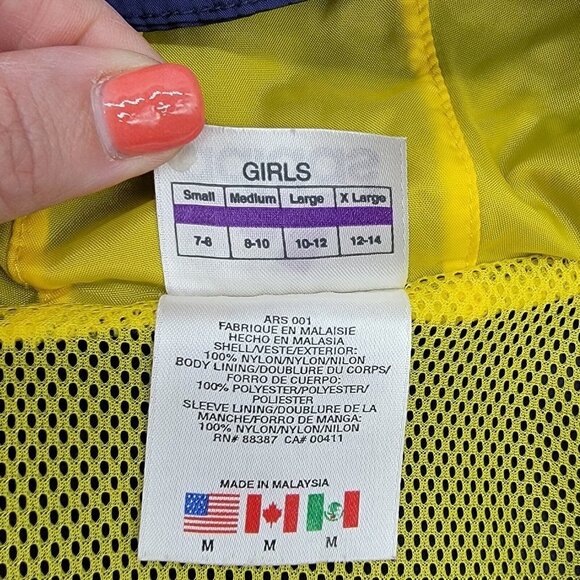 GIRLS
Small Medium Large X Large
7-8 8-10 10-12 12-14
ARS 001
FABRIQUE EN MALAISIE
HECHO EN MALASIA
SHELL/VESTE/EXTERIOR:
100% NYLON/NYLON/NILON
BODY LINING/DOUBLURE DU CORPS/
FORRO DE CUERPO:
100% POLYESTER/POLYESTER/
POLIESTER
SLEEVE LINING/DOUBLURE DE LA
MANCHE/FORRO DE MANGA:
100% NYLON/NYLON/NILON
RN# 88387 CA# 00411
MADE IN MALAYSIA
M M M